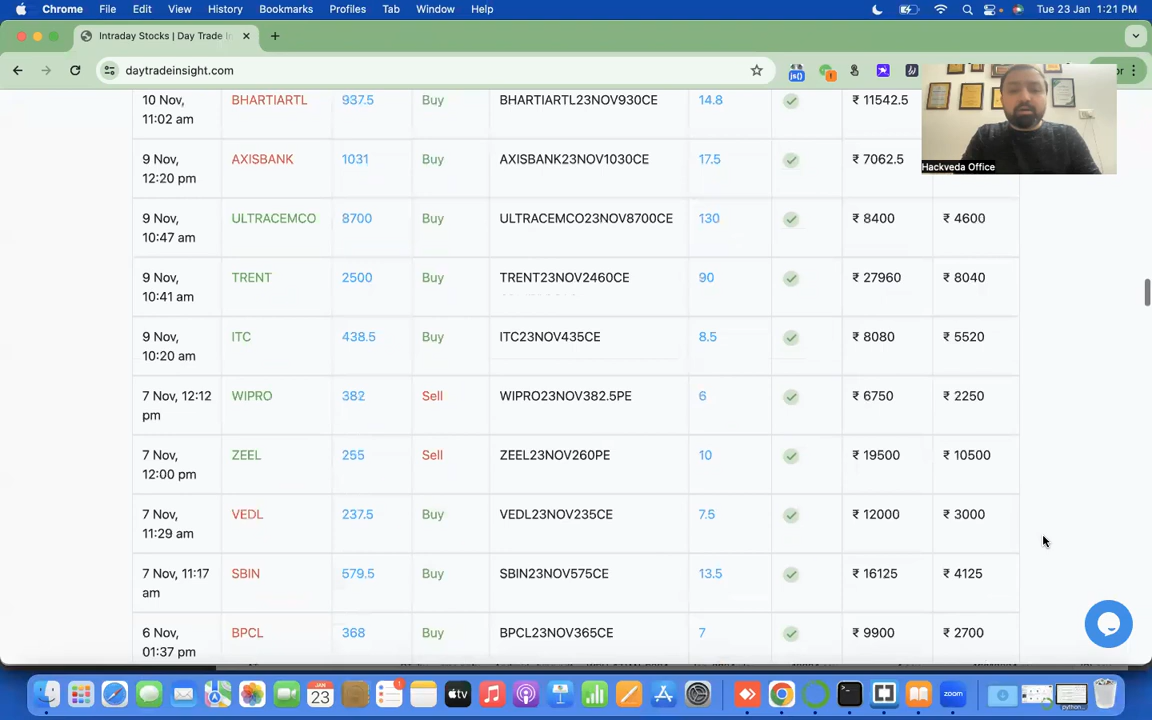 Chrome File Edit View History Bookmarks Profiles Tab Window Help Tue 23 Jan 1:21 PM
Intraday Stocks | Day Trade In
daytradeinsight.com
Hackveda Office
10 Nov, 11:02 am BHARTIARTL 937.5 Buy BHARTIARTL23NOV930CE 14.8 ₹ 11542.5
9 Nov, 12:20 pm AXISBANK 1031 Buy AXISBANK23NOV1030CE 17.5 ₹ 7062.5
9 Nov, 10:47 am ULTRACEMCO 8700 Buy ULTRACEMCO23NOV8700CE 130 ₹ 8400 ₹ 4600
9 Nov, 10:41 am TRENT 2500 Buy TRENT23NOV2460CE 90 ₹ 27960 ₹ 8040
9 Nov, 10:20 am ITC 438.5 Buy ITC23NOV435CE 8.5 ₹ 8080 ₹ 5520
7 Nov, 12:12 pm WIPRO 382 Sell WIPRO23NOV382.5PE 6 ₹ 6750 ₹ 2250
7 Nov, 12:00 pm ZEEL 255 Sell ZEEL23NOV260PE 10 ₹ 19500 ₹ 10500
7 Nov, 11:29 am VEDL 237.5 Buy VEDL23NOV235CE 7.5 ₹ 12000 ₹ 3000
7 Nov, 11:17 am SBIN 579.5 Buy SBIN23NOV575CE 13.5 ₹ 16125 ₹ 4125
6 Nov, 01:37 pm BPCL 368 Buy BPCL23NOV365CE 7 ₹ 9900 ₹ 2700
JAN
23
1
tv
zoom
python